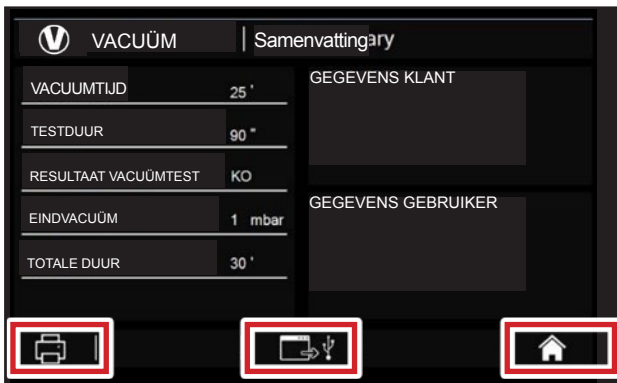 VACUÜM | Samenvattingary
VACUUMTIJD 25 '
TESTDUUR 90 "
RESULTAAT VACUÜMTEST KO
EINDVACUÜM 1 mbar
TOTALE DUUR 30 '
GEGEVENS KLANT
GEGEVENS GEBRUIKER